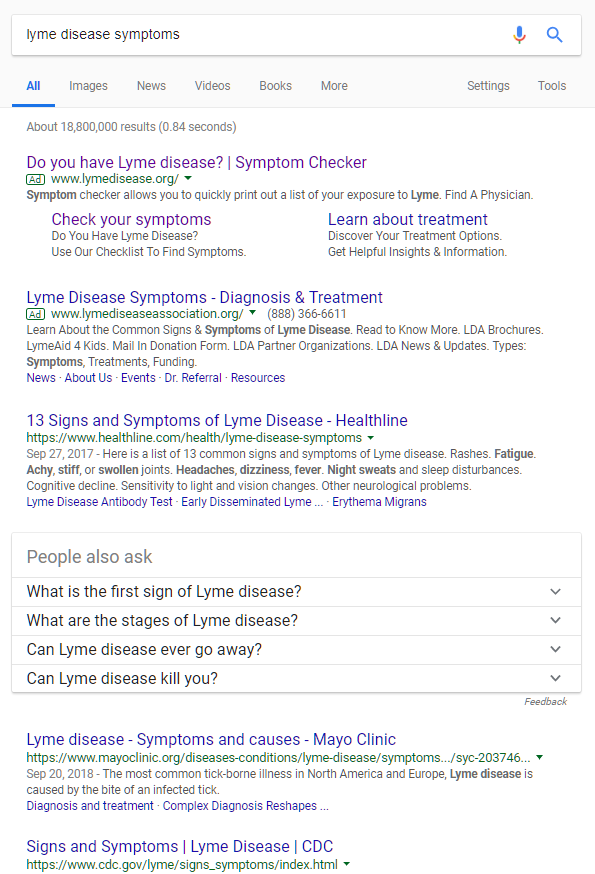 lyme disease symptoms
All Images News Videos Books More Settings Tools
About 18,800,000 results (0.84 seconds)
Do you have Lyme disease? | Symptom Checker
Ad www.lymedisease.org/
Symptom checker allows you to quickly print out a list of your exposure to Lyme. Find A Physician.
Check your symptoms
Do You Have Lyme Disease?
Use Our Checklist To Find Symptoms.
Learn about treatment
Discover Your Treatment Options.
Get Helpful Insights & Information.
Lyme Disease Symptoms - Diagnosis & Treatment
Ad www.lymediseaseassociation.org/ (888) 366-6611
Learn About the Common Signs & Symptoms of Lyme Disease. Read to Know More. LDA Brochures.
LymeAid 4 Kids. Mail In Donation Form. LDA Partner Organizations. LDA News & Updates. Types:
Symptoms, Treatments, Funding.
News · About Us · Events · Dr. Referral · Resources
13 Signs and Symptoms of Lyme Disease - Healthline
https://www.healthline.com/health/lyme-disease-symptoms
Sep 27, 2017 - Here is a list of 13 common signs and symptoms of Lyme disease. Rashes. Fatigue.
Achy, stiff, or swollen joints. Headaches, dizziness, fever. Night sweats and sleep disturbances.
Cognitive decline. Sensitivity to light and vision changes. Other neurological problems.
Lyme Disease Antibody Test · Early Disseminated Lyme ... · Erythema Migrans
People also ask
What is the first sign of Lyme disease?
What are the stages of Lyme disease?
Can Lyme disease ever go away?
Can Lyme disease kill you?
Feedback
Lyme disease - Symptoms and causes - Mayo Clinic
https://www.mayoclinic.org/diseases-conditions/lyme-disease/symptoms.../syc-203746...
Sep 20, 2018 - The most common tick-borne illness in North America and Europe, Lyme disease is
caused by the bite of an infected tick.
Diagnosis and treatment · Complex Diagnosis Reshapes ...
Signs and Symptoms | Lyme Disease | CDC
https://www.cdc.gov/lyme/signs_symptoms/index.html